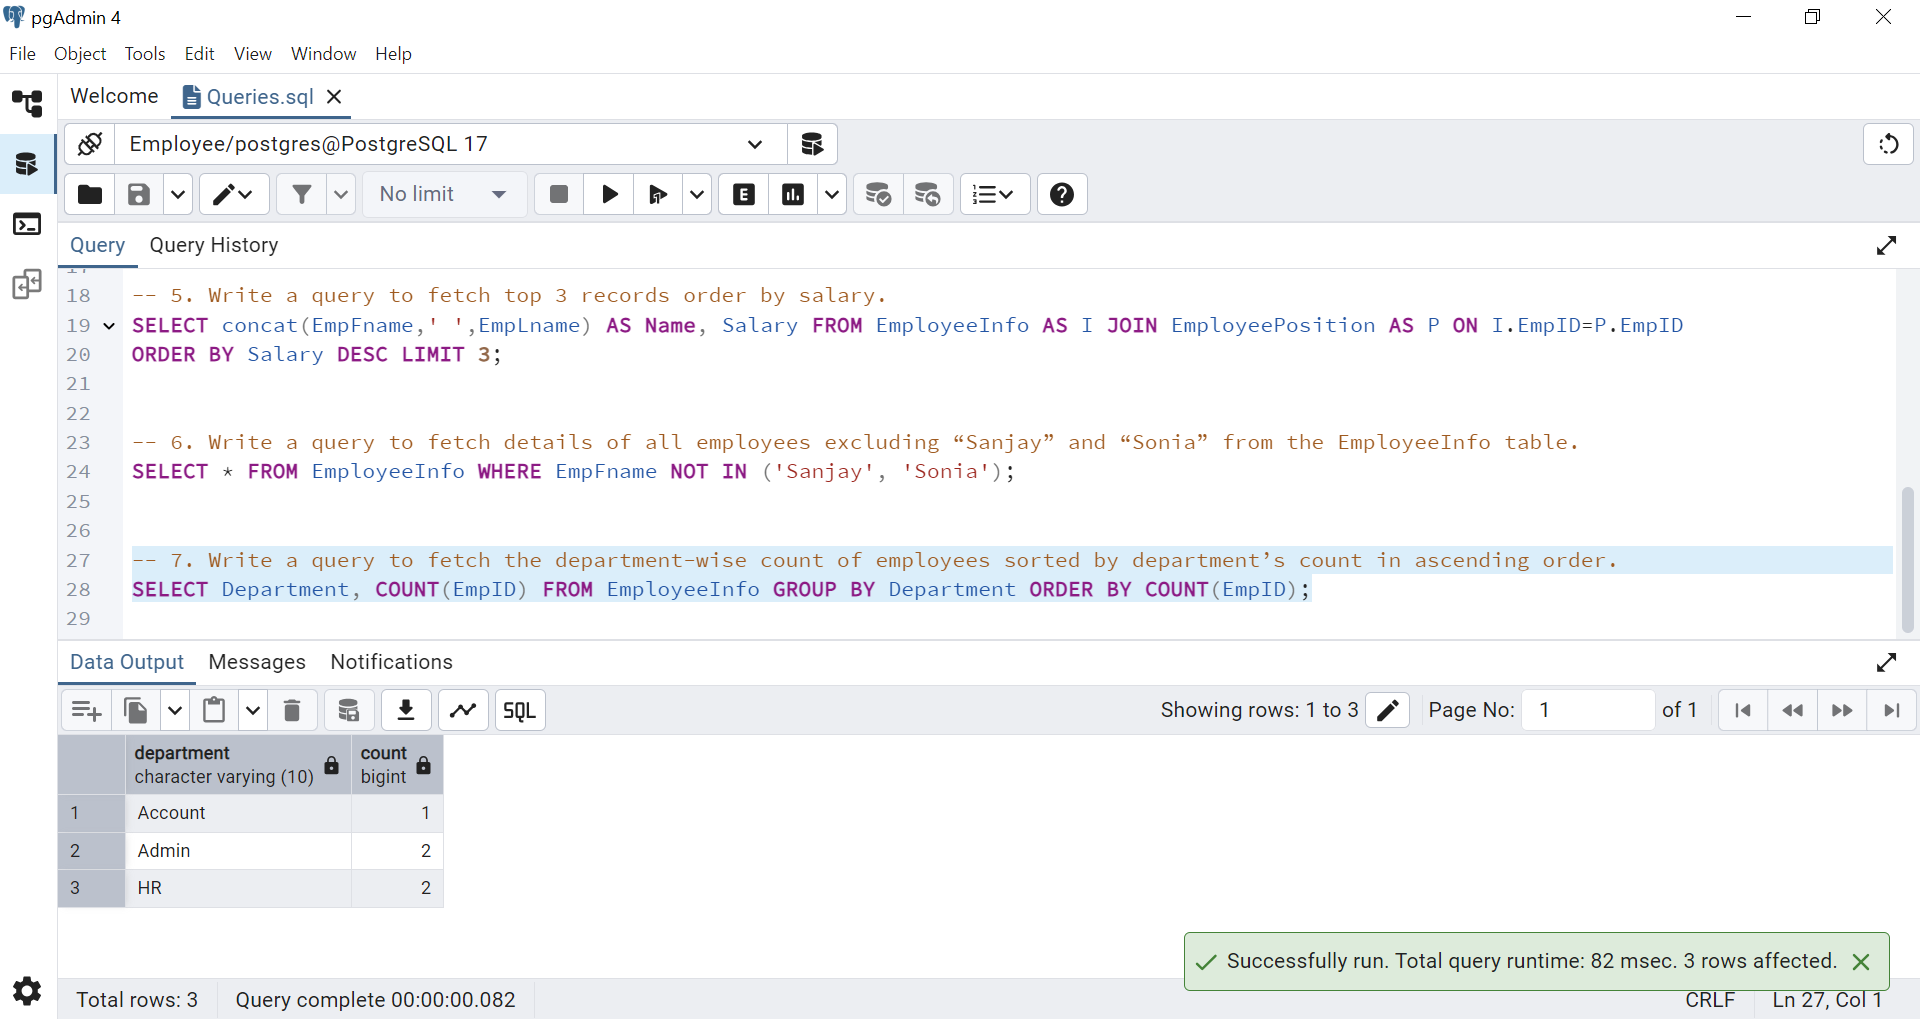 pgAdmin 4
File Object Tools Edit View Window Help
Welcome Queries.sql
Employee/postgres@PostgreSQL 17
No limit
Query Query History
17
18 -- 5. Write a query to fetch top 3 records order by salary.
19 SELECT concat(EmpFname,' ',EmpLname) AS Name, Salary FROM EmployeeInfo AS I JOIN EmployeePosition AS P ON I.EmpID=P.EmpID
20 ORDER BY Salary DESC LIMIT 3;
21
22
23 -- 6. Write a query to fetch details of all employees excluding “Sanjay” and “Sonia” from the EmployeeInfo table.
24 SELECT * FROM EmployeeInfo WHERE EmpFname NOT IN ('Sanjay', 'Sonia');
25
26
27 -- 7. Write a query to fetch the department-wise count of employees sorted by department’s count in ascending order.
28 SELECT Department, COUNT(EmpID) FROM EmployeeInfo GROUP BY Department ORDER BY COUNT(EmpID);
29
Data Output Messages Notifications
SQL Showing rows: 1 to 3 Page No: 1 of 1
department count
character varying (10) bigint
1 Account 1
2 Admin 2
3 HR 2
Successfully run. Total query runtime: 82 msec. 3 rows affected.
Total rows: 3 Query complete 00:00:00.082 CRLF Ln 27, Col 1